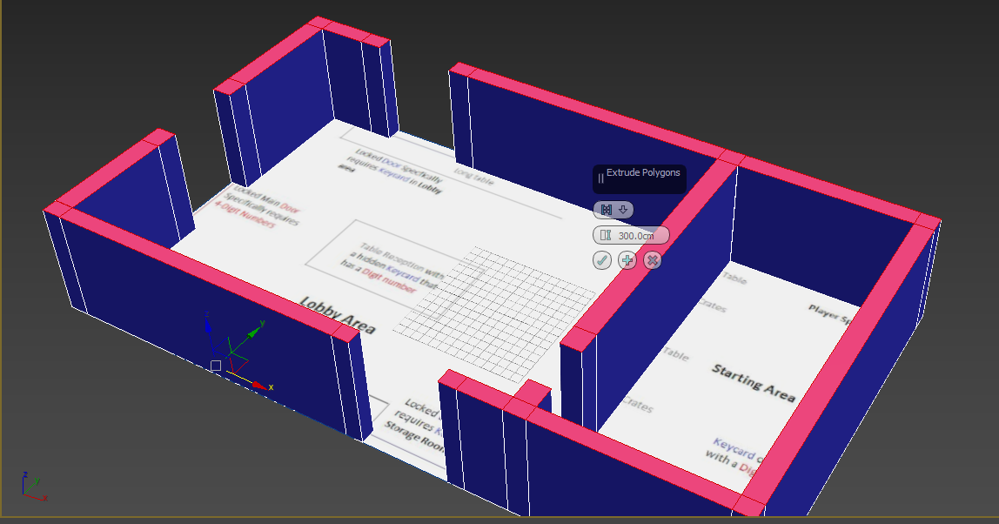 Locked Door Specifically
requires Keycard in Lobby
area
Long table
Extrude Polygons
300.0cm
Locked Main Door
Specifically requires
4-Digit Numbers
Table Reception with
a hidden Keycard that
has a Digit number
Lobby Area
Table
Crates
Player Sp
Table
Starting Area
Crates
Locked
requires K
Storage Room
Keycard
with a Dig
z
y
x
z
y
x